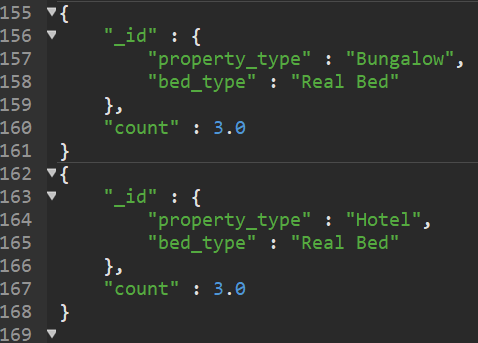 155 {
156 "_id" : {
157 "property_type" : "Bungalow",
158 "bed_type" : "Real Bed"
159 },
160 "count" : 3.0
161 }
162 {
163 "_id" : {
164 "property_type" : "Hotel",
165 "bed_type" : "Real Bed"
166 },
167 "count" : 3.0
168 }
169